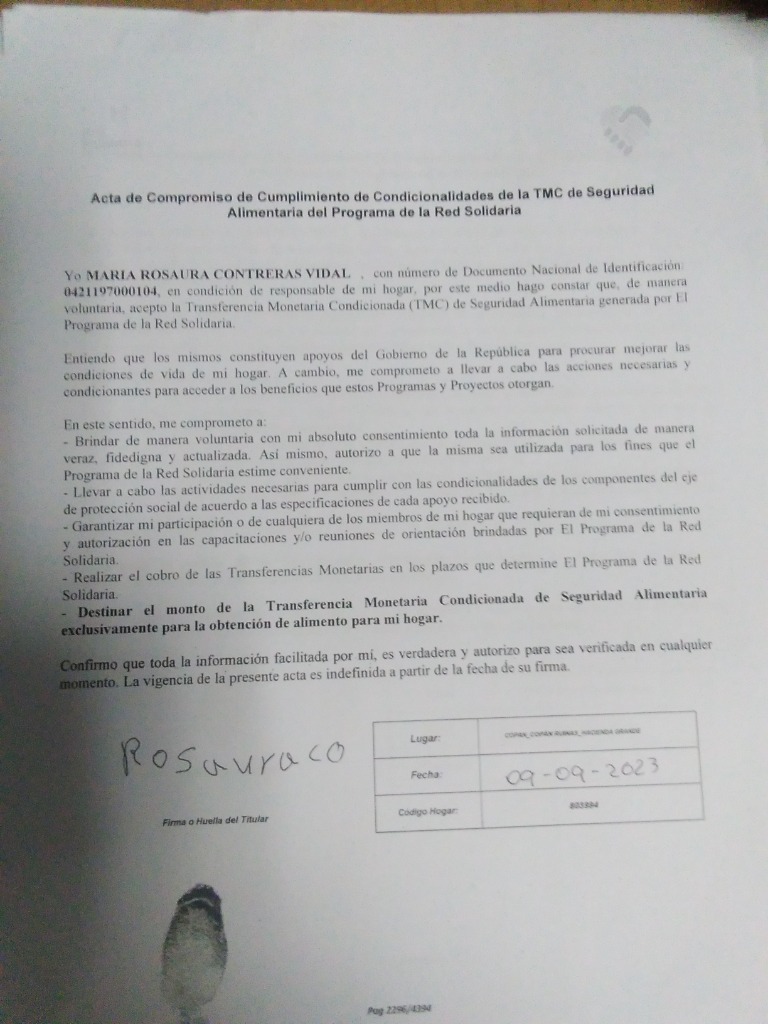 Acta de Compromiso de Cumplimiento de Condicionalidades de la TMC de Seguridad
Alimentaria del Programa de la Red Solidaria
Yo MARIA ROSAURA CONTRERAS VIDAL , con número de Documento Nacional de Identificación:
0421197000104, en condición de responsable de mi hogar, por este medio hago constar que, de manera
voluntaria, acepto la Transferencia Monetaria Condicionada (TMC) de Seguridad Alimentaria generada por El
Programa de la Red Solidaria.
Entiendo que los mismos constituyen apoyos del Gobierno de la República para procurar mejorar las
condiciones de vida de mi hogar. A cambio, me comprometo a llevar a cabo las acciones necesarias y
condicionantes para acceder a los beneficios que estos Programas y Proyectos otorgan.
En este sentido, me comprometo a:
- Brindar de manera voluntaria con mi absoluto consentimiento toda la información solicitada de manera
veraz, fidedigna y actualizada. Así mismo, autorizo a que la misma sea utilizada para los fines que el
Programa de la Red Solidaria estime conveniente.
- Llevar a cabo las actividades necesarias para cumplir con las condicionalidades de los componentes del eje
de protección social de acuerdo a las especificaciones de cada apoyo recibido.
- Garantizar mi participación o de cualquiera de los miembros de mi hogar que requieran de mi consentimiento
y autorización en las capacitaciones y/o reuniones de orientación brindadas por El Programa de la Red
Solidaria.
- Realizar el cobro de las Transferencias Monetarias en los plazos que determine El Programa de la Red
Solidaria.
- Destinar el monto de la Transferencia Monetaria Condicionada de Seguridad Alimentaria
exclusivamente para la obtención de alimento para mi hogar.
Confirmo que toda la información facilitada por mí, es verdadera y autorizo para sea verificada en cualquier
momento. La vigencia de la presente acta es indefinida a partir de la fecha de su firma.
Rosauraco
Firma o Huella del Titular
Lugar: COPAN_COPAN RUINAS_HACIENDA GRANDE
Fecha: 09-09-2023
Código Hogar:
Pag 2296/4394